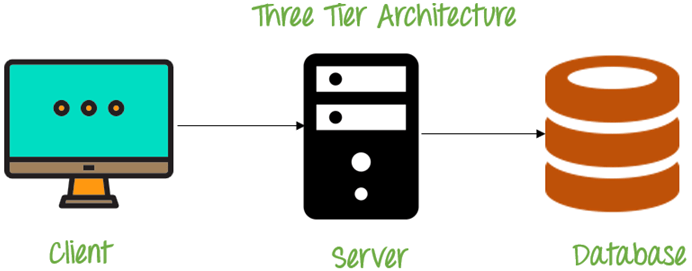 Three Tier Architecture
Client
Server
Database